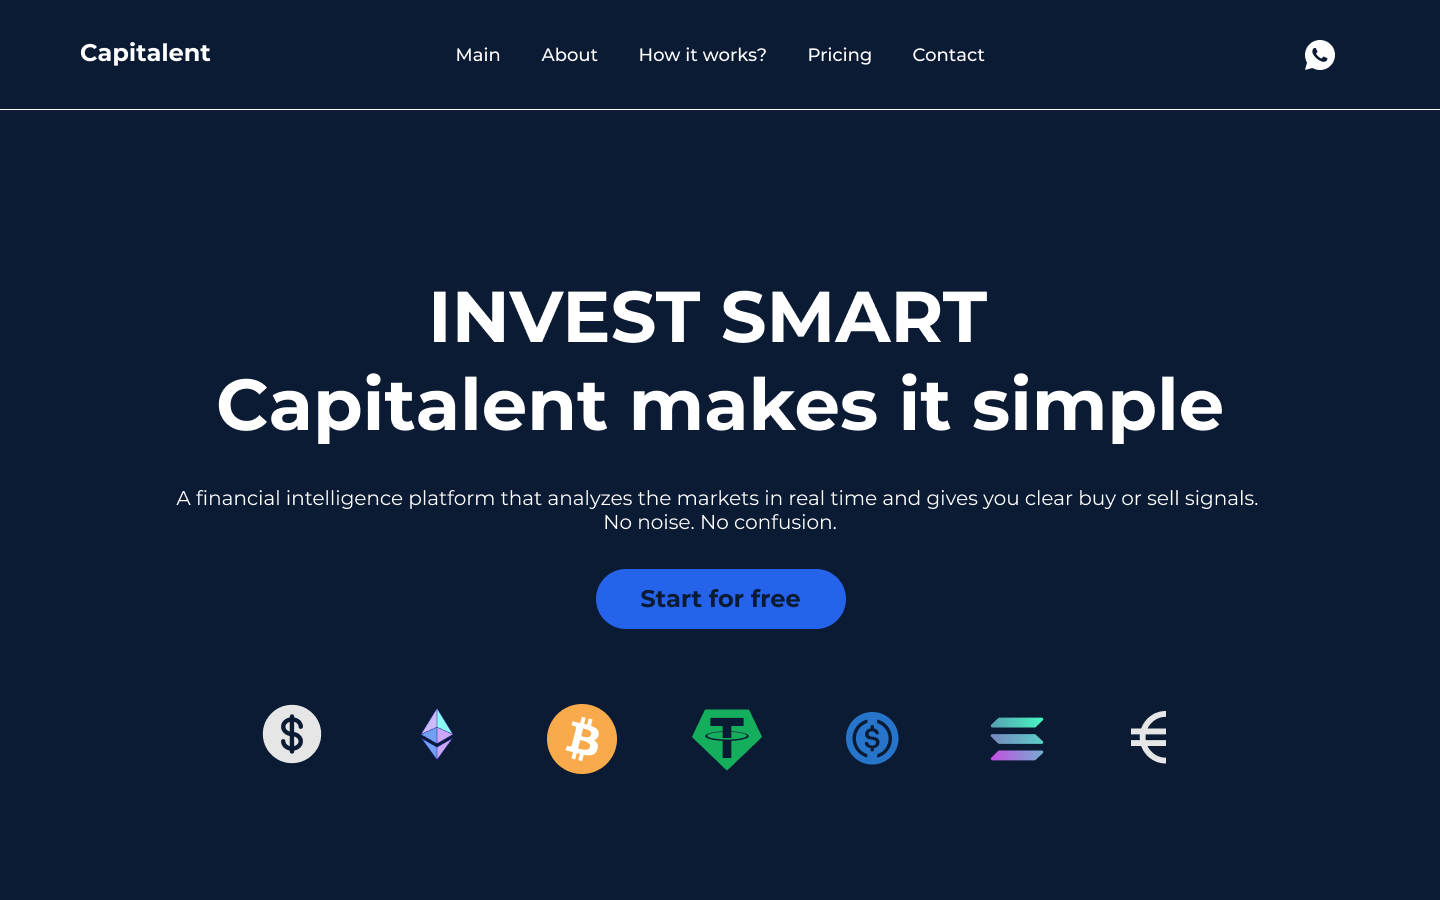 Capitalent
Main About How it works? Pricing Contact
INVEST SMART
Capitalent makes it simple
A financial intelligence platform that analyzes the markets in real time and gives you clear buy or sell signals.
No noise. No confusion.
Start for free